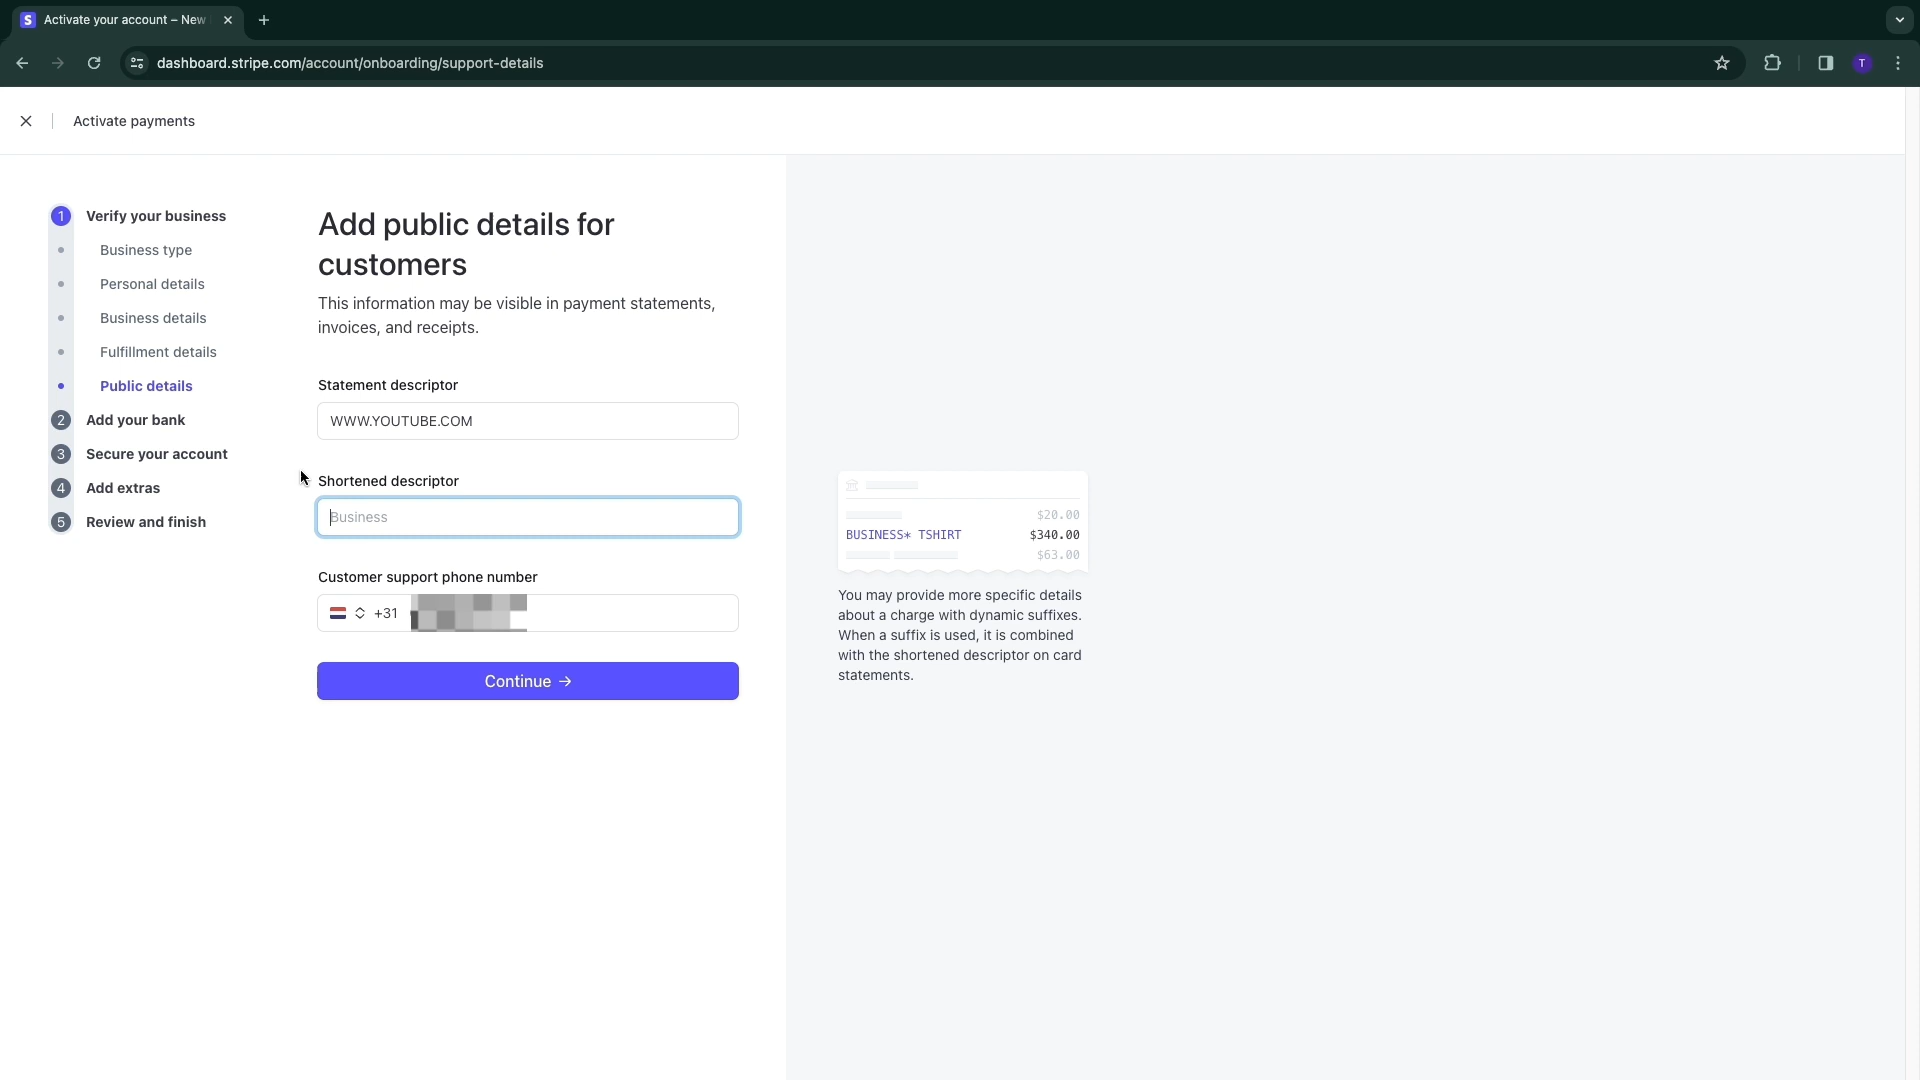 Activate your account – New
dashboard.stripe.com/account/onboarding/support-details
T
Activate payments
1 Verify your business
Business type
Personal details
Business details
Fulfillment details
Public details
2 Add your bank
3 Secure your account
4 Add extras
5 Review and finish
Add public details for
customers
This information may be visible in payment statements,
invoices, and receipts.
Statement descriptor
WWW.YOUTUBE.COM
Shortened descriptor
Business
Customer support phone number
+31
Continue →
$20.00
BUSINESS* TSHIRT $340.00
$63.00
You may provide more specific details
about a charge with dynamic suffixes.
When a suffix is used, it is combined
with the shortened descriptor on card
statements.